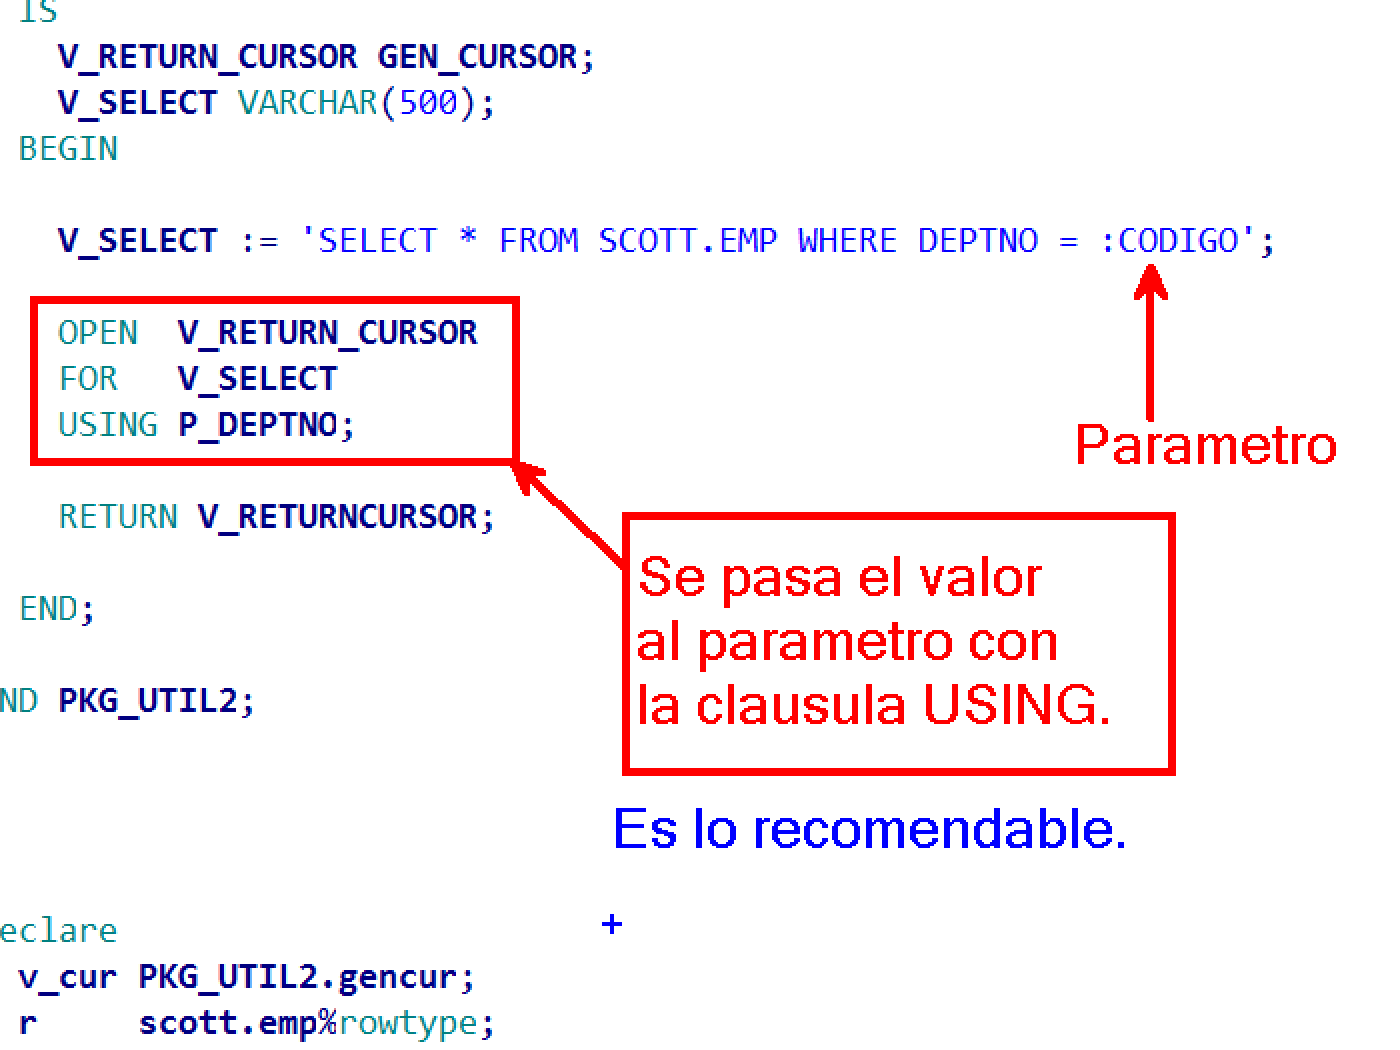 IS
V_RETURN_CURSOR GEN_CURSOR;
V_SELECT VARCHAR(500);
BEGIN
V_SELECT := 'SELECT * FROM SCOTT.EMP WHERE DEPTNO = :CODIGO';
OPEN V_RETURN_CURSOR
FOR V_SELECT
USING P_DEPTNO;
Parametro
RETURN V_RETURNCURSOR;
Se pasa el valor
al parametro con
la clausula USING.
END;
ND PKG_UTIL2;
Es lo recomendable.
+
eclare
v_cur PKG_UTIL2.gencur;
r scott.emp%rowtype;